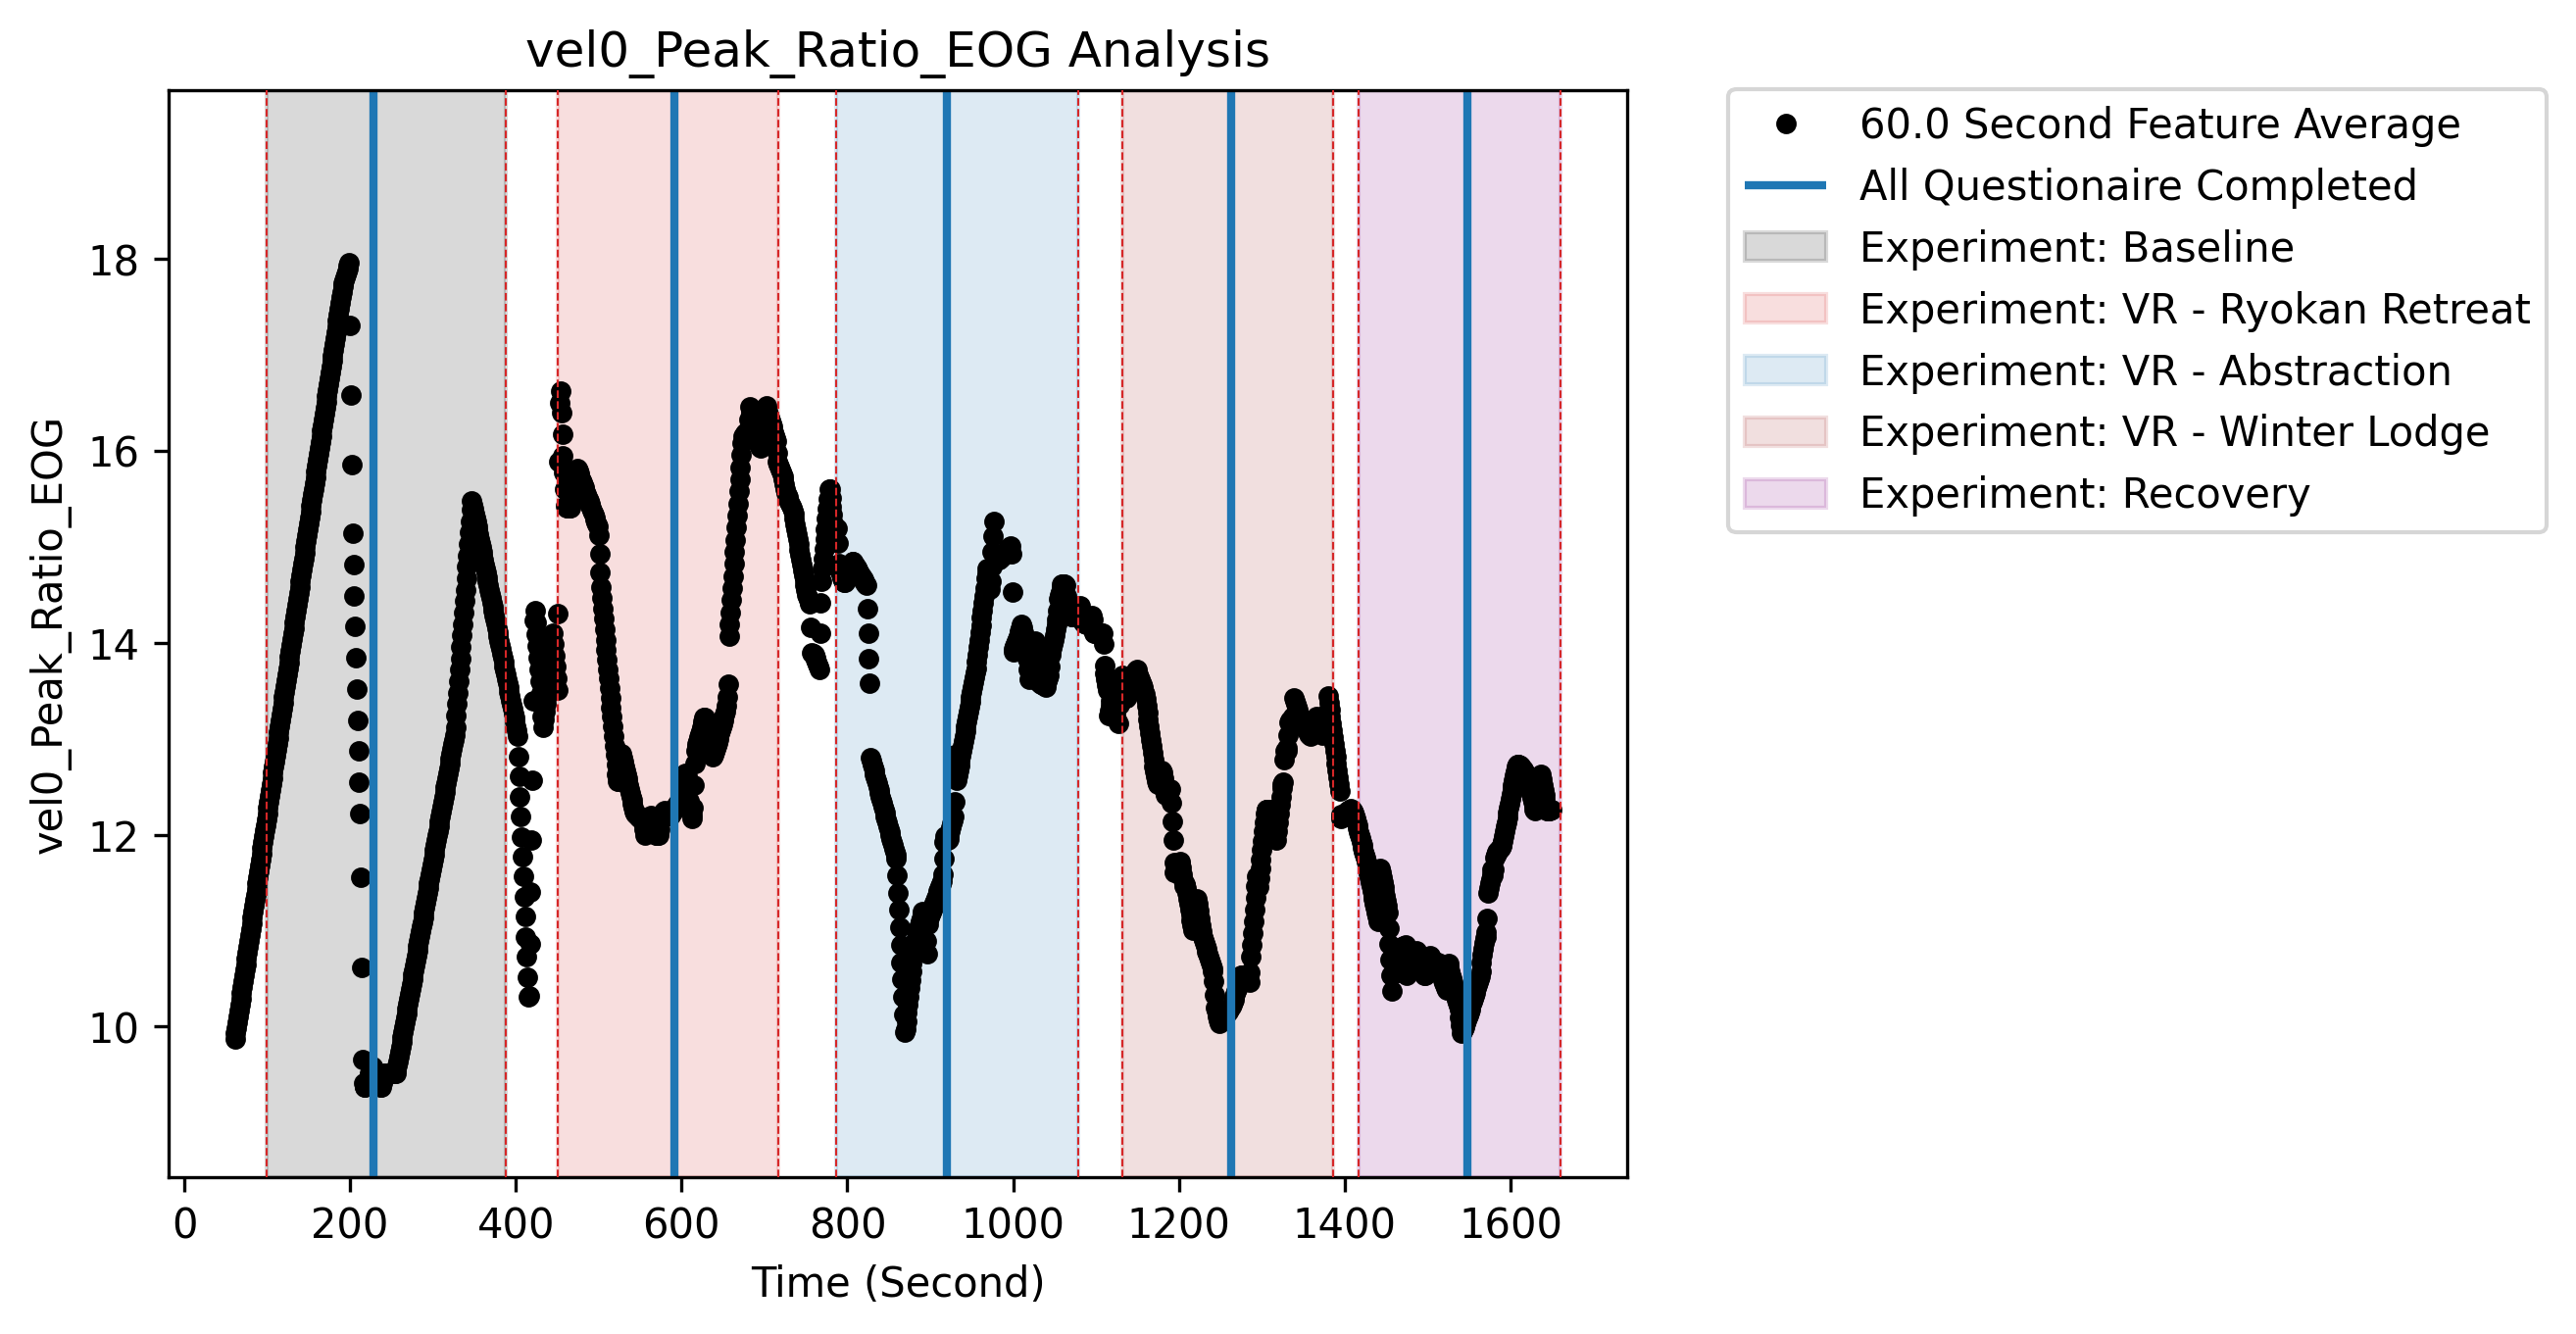 vel0_Peak_Ratio_EOG Analysis
vel0_Peak_Ratio_EOG
18
16
14
12
10
0 200 400 600 800 1000 1200 1400 1600
Time (Second)
60.0 Second Feature Average
All Questionaire Completed
Experiment: Baseline
Experiment: VR - Ryokan Retreat
Experiment: VR - Abstraction
Experiment: VR - Winter Lodge
Experiment: Recovery